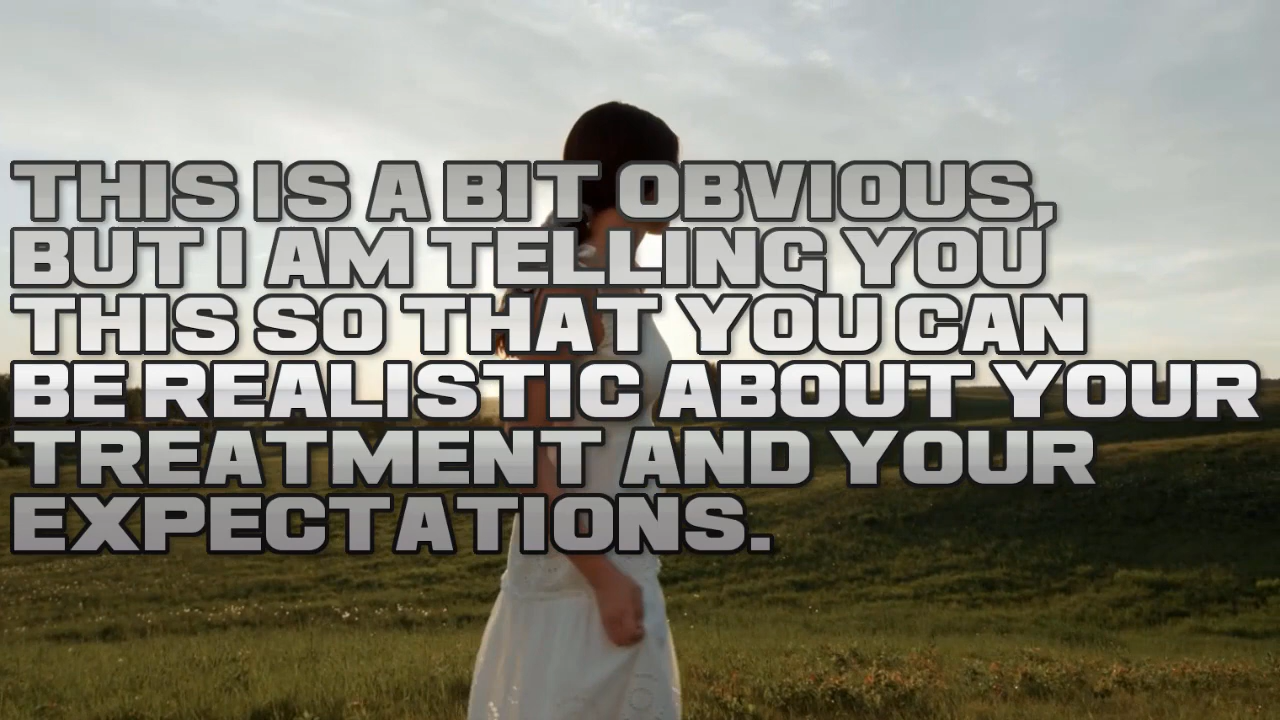 THIS IS A BIT OBVIOUS,
BUT I AM TELLING YOU
THIS SO THAT YOU CAN
BE REALISTIC ABOUT YOUR
TREATMENT AND YOUR
EXPECTATIONS.